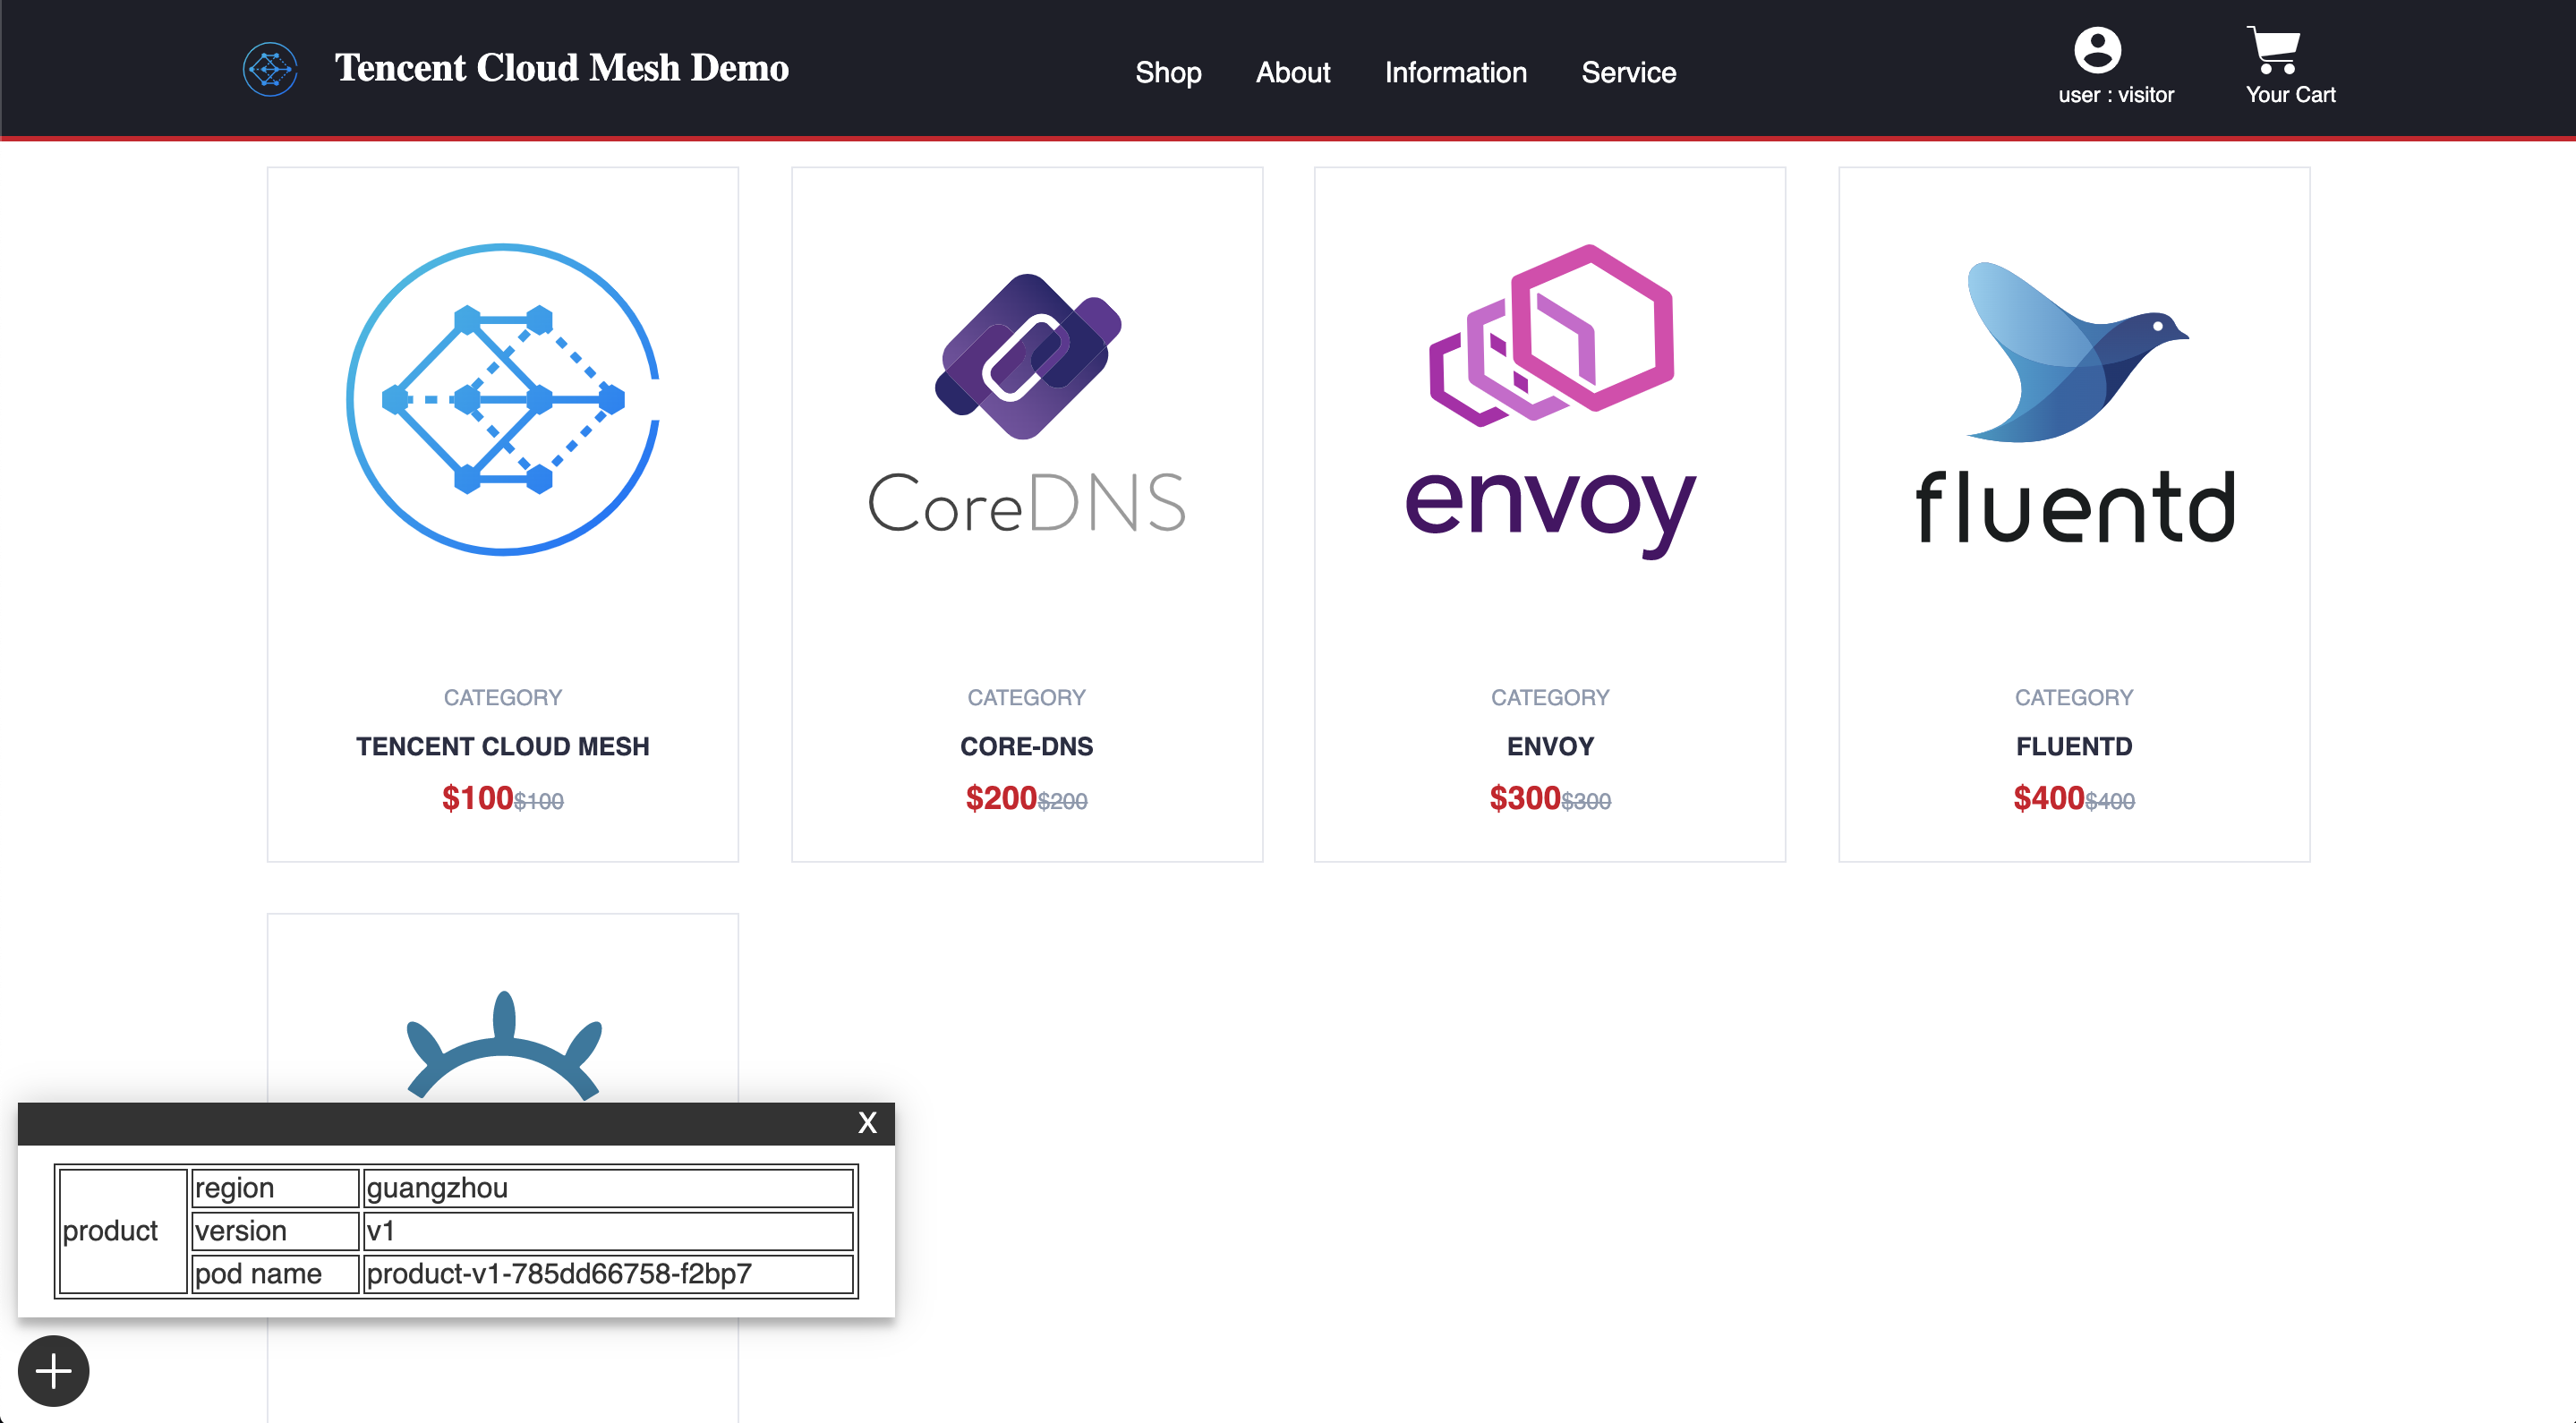 Tencent Cloud Mesh Demo
Shop About Information Service
user : visitor
Your Cart
CoreDNS
envoy
fluentd
CATEGORY
TENCENT CLOUD MESH
$100$100
CATEGORY
CORE-DNS
$200$200
CATEGORY
ENVOY
$300$300
CATEGORY
FLUENTD
$400$400
X
product
region guangzhou
version v1
pod name product-v1-785dd66758-f2bp7